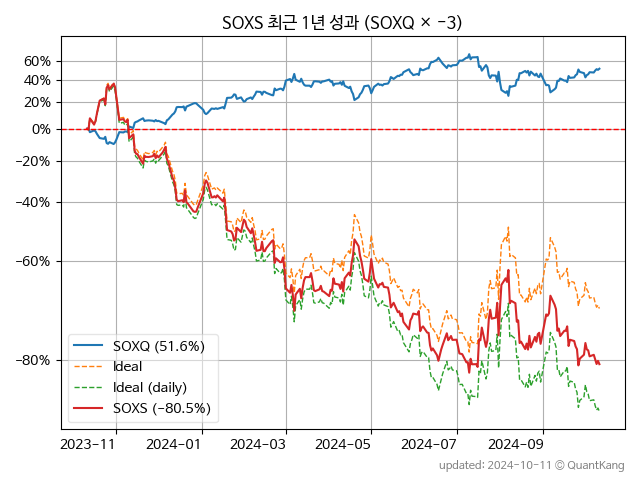 SOXS 최근 1년 성과 (SOXQ × −3)
60%
40%
20%
0%
−20%
−40%
−60%
−80%
SOXQ (51.6%)
Ideal
Ideal (daily)
SOXS (−80.5%)
2023−11
2024−01
2024−03
2024−05
2024−07
2024−09
updated: 2024-10-11 © QuantKang